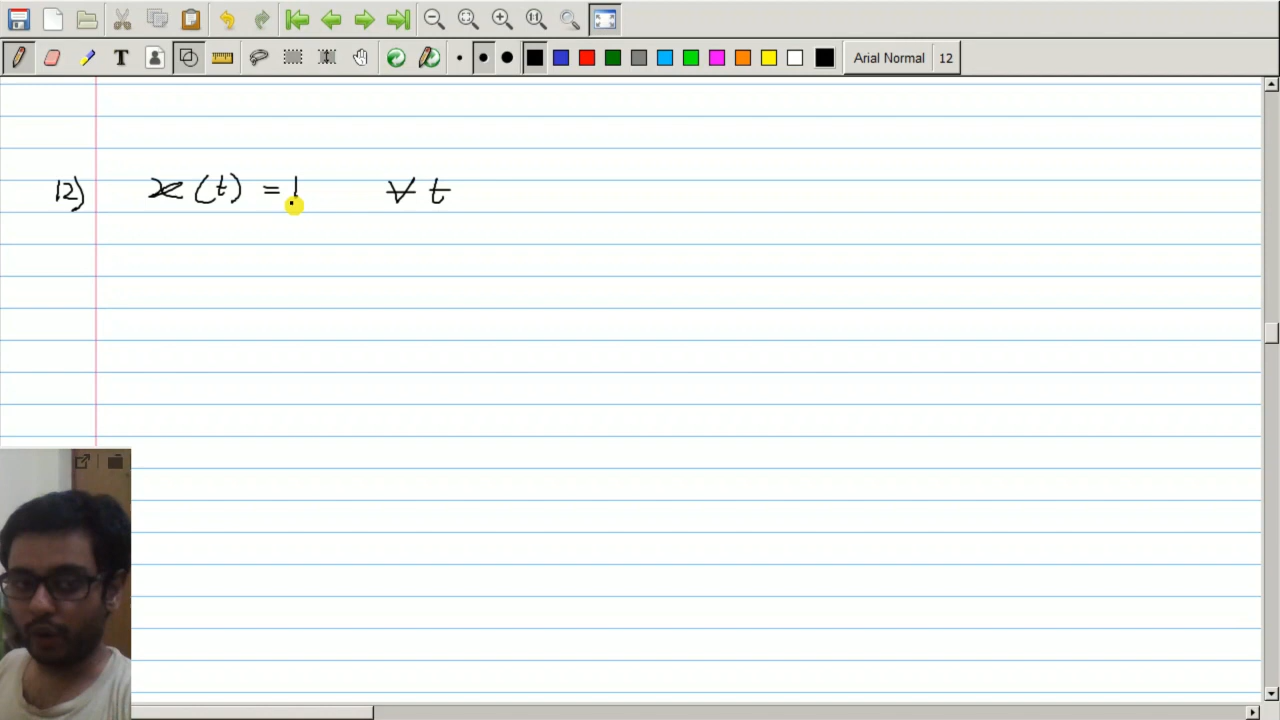 Arial Normal 12
12) x(t) = 1 ∀ t